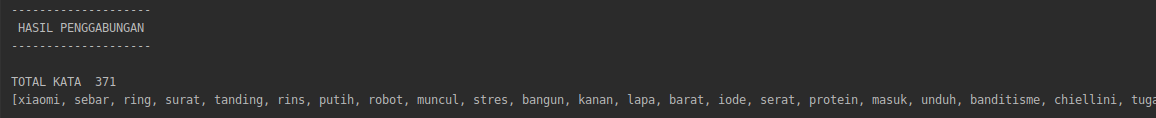 ---------------------
HASIL PENGGABUNGAN
---------------------
TOTAL KATA  371
[xiaomi, sebar, ring, surat, tanding, rins, putih, robot, muncul, stres, bangun, kanan, lapa, barat, iode, serat, protein, masuk, unduh, banditisme, chiellini,